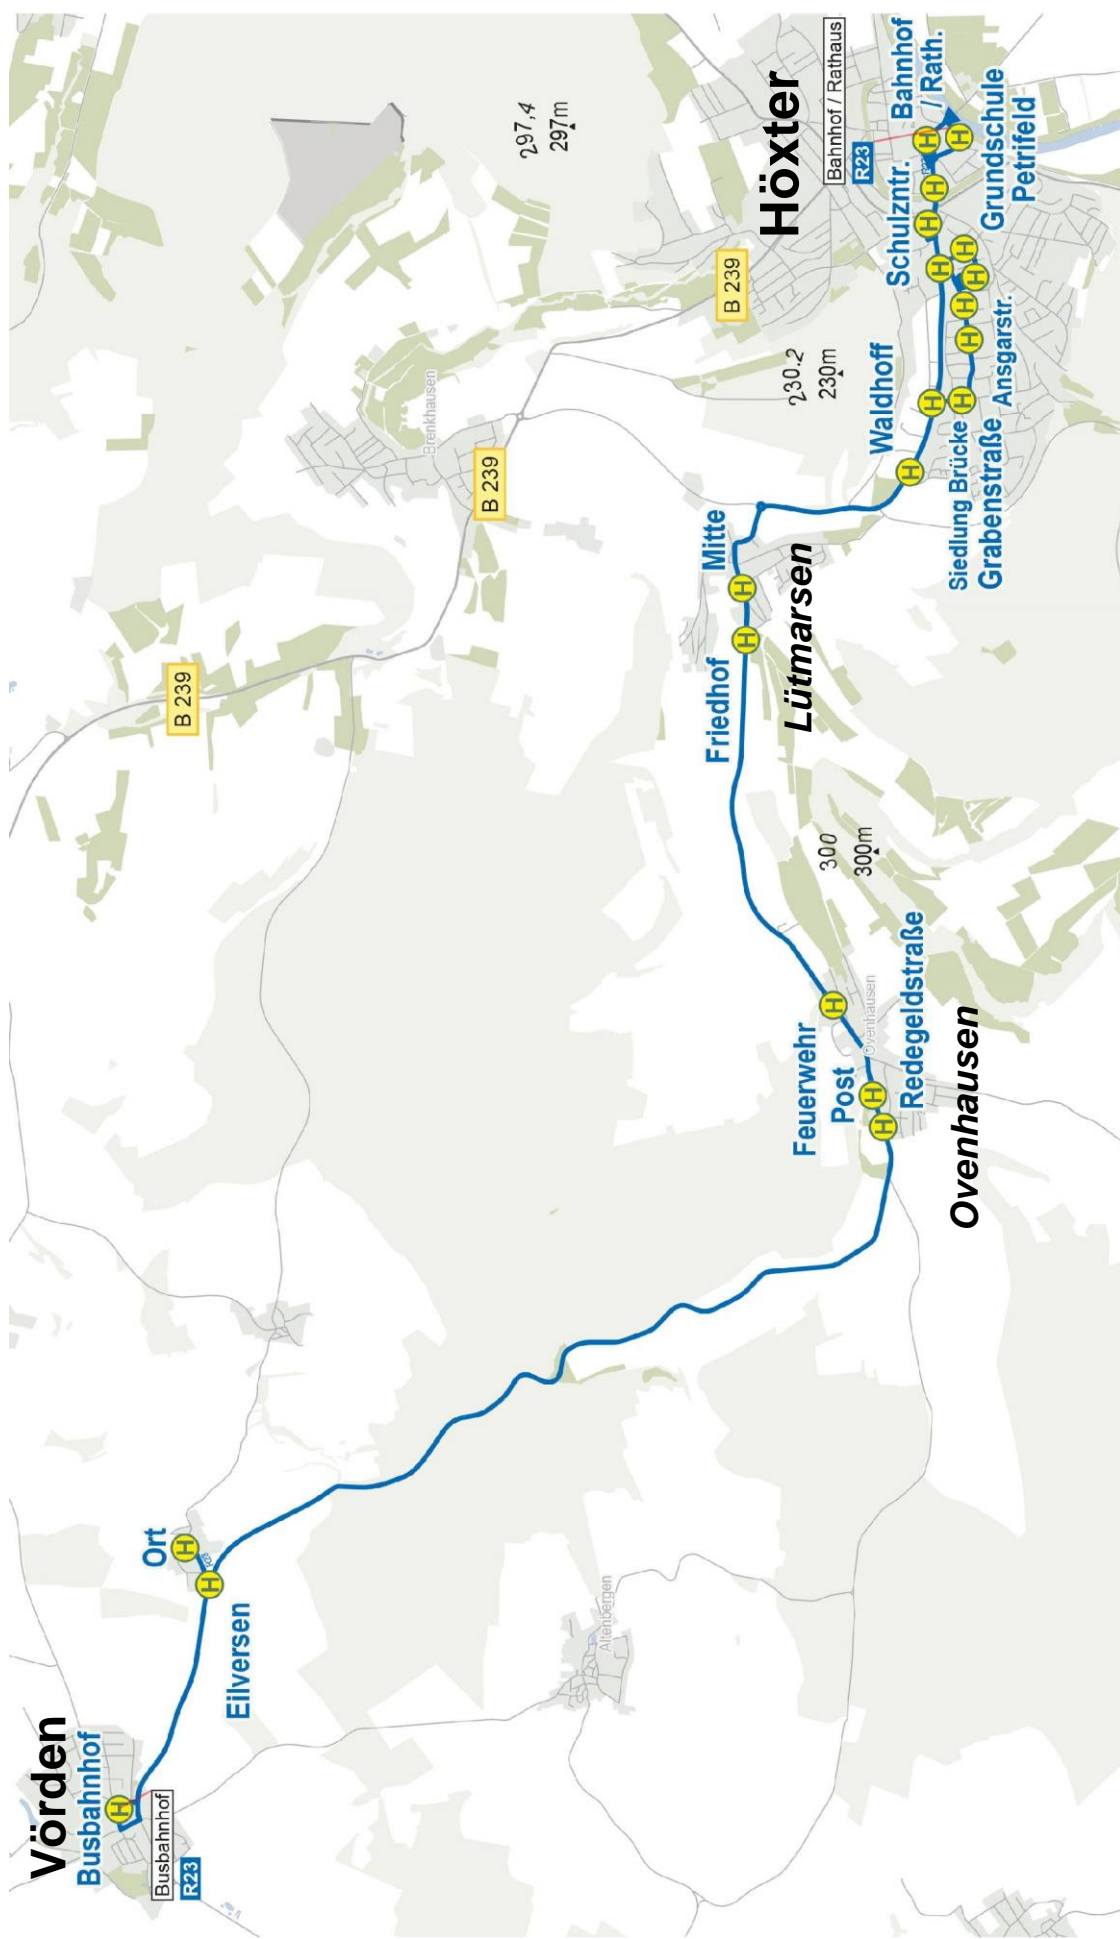 Vörden
Busbahnhof
Busbahnhof
R23
Ort
Eilversen
Altenbergen
B 239
B 239
B 239
Brenkhausen
297,4
297m
230.2
230m
300
300m
Feuerwehr
Post
Redegeldstraße
Ovenhausen
Ovenhausen
Friedhof
Mitte
Lütmarsen
Waldhoff
Siedlung Brücke
Grabenstraße
Ansgarstr.
Schulzntr.
Grundschule
Petrifeld
Höxter
Bahnhof / Rathaus
R23
Bahnhof
/ Rath.